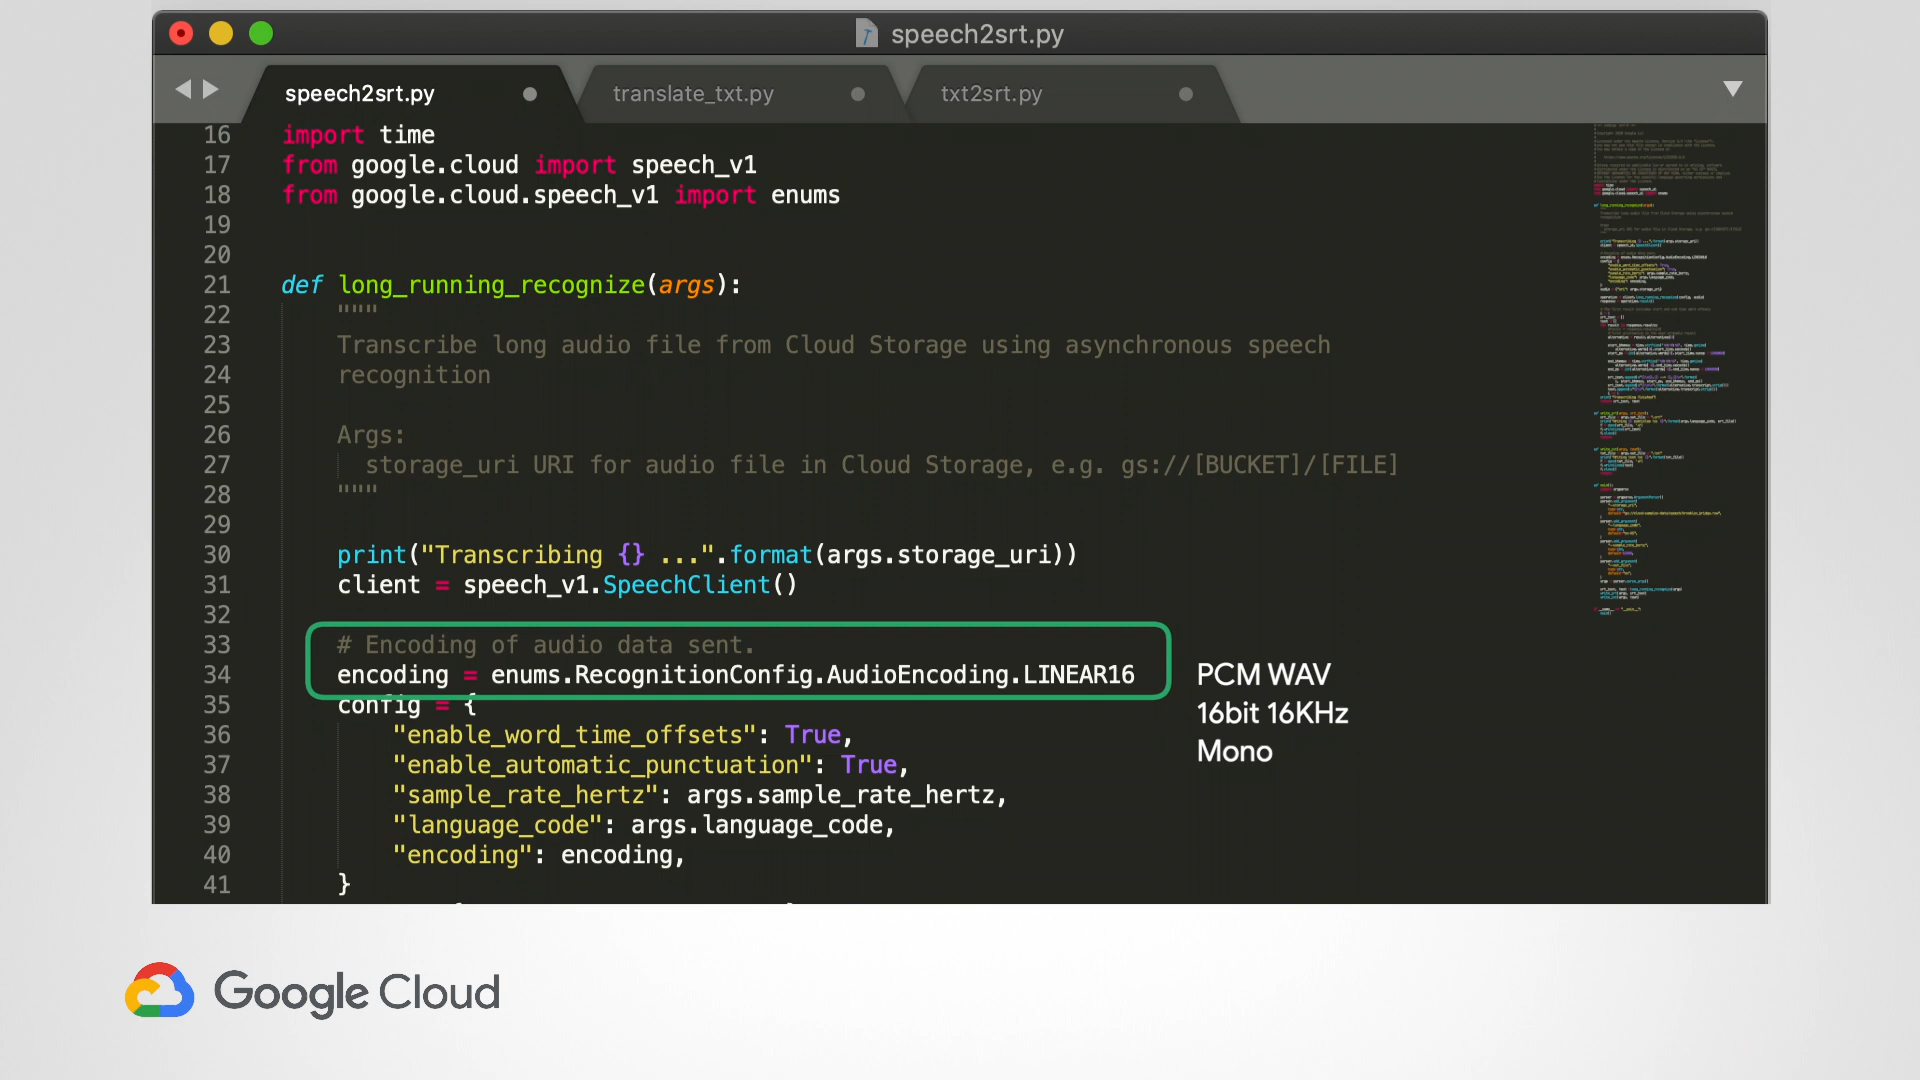 speech2srt.py
speech2srt.py
translate_txt.py
txt2srt.py
16 import time
17 from google.cloud import speech_v1
18 from google.cloud.speech_v1 import enums
19
20
21 def long_running_recognize(args):
22 """
23 Transcribe long audio file from Cloud Storage using asynchronous speech
24 recognition
25
26 Args:
27 storage_uri URI for audio file in Cloud Storage, e.g. gs://[BUCKET]/[FILE]
28 """
29
30 print("Transcribing {} ...".format(args.storage_uri))
31 client = speech_v1.SpeechClient()
32
33 # Encoding of audio data sent.
34 encoding = enums.RecognitionConfig.AudioEncoding.LINEAR16
35 config = {
36 "enable_word_time_offsets": True,
37 "enable_automatic_punctuation": True,
38 "sample_rate_hertz": args.sample_rate_hertz,
39 "language_code": args.language_code,
40 "encoding": encoding,
41 }
PCM WAV
16bit 16KHz
Mono
Google Cloud